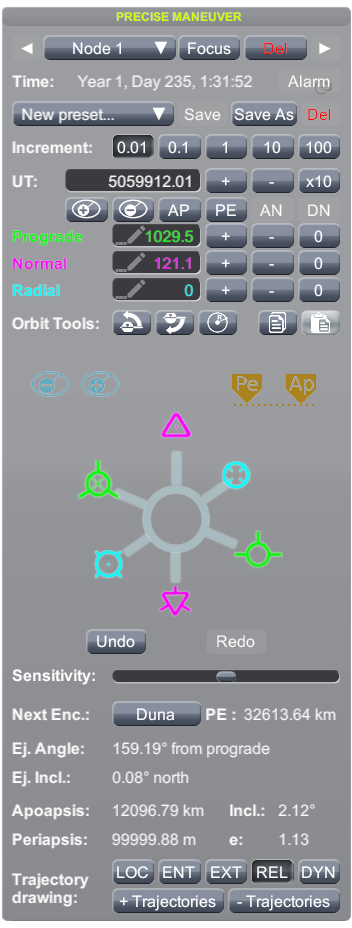 PRECISE MANEUVER
Node 1 Focus Del
Time: Year 1, Day 235, 1:31:52 Alarm
New preset... Save Save As Del
Increment: 0.01 0.1 1 10 100
UT: 5059912.01 + - x10
AP PE AN DN
Prograde 1029.5 + - 0
Normal 121.1 + - 0
Radial 0 + - 0
Orbit Tools:
Pe Ap
Undo Redo
Sensitivity:
Next Enc.: Duna PE : 32613.64 km
Ej. Angle: 159.19° from prograde
Ej. Incl.: 0.08° north
Apoapsis: 12096.79 km Incl.: 2.12°
Periapsis: 99999.88 m e: 1.13
Trajectory drawing: LOC ENT EXT REL DYN
+ Trajectories - Trajectories